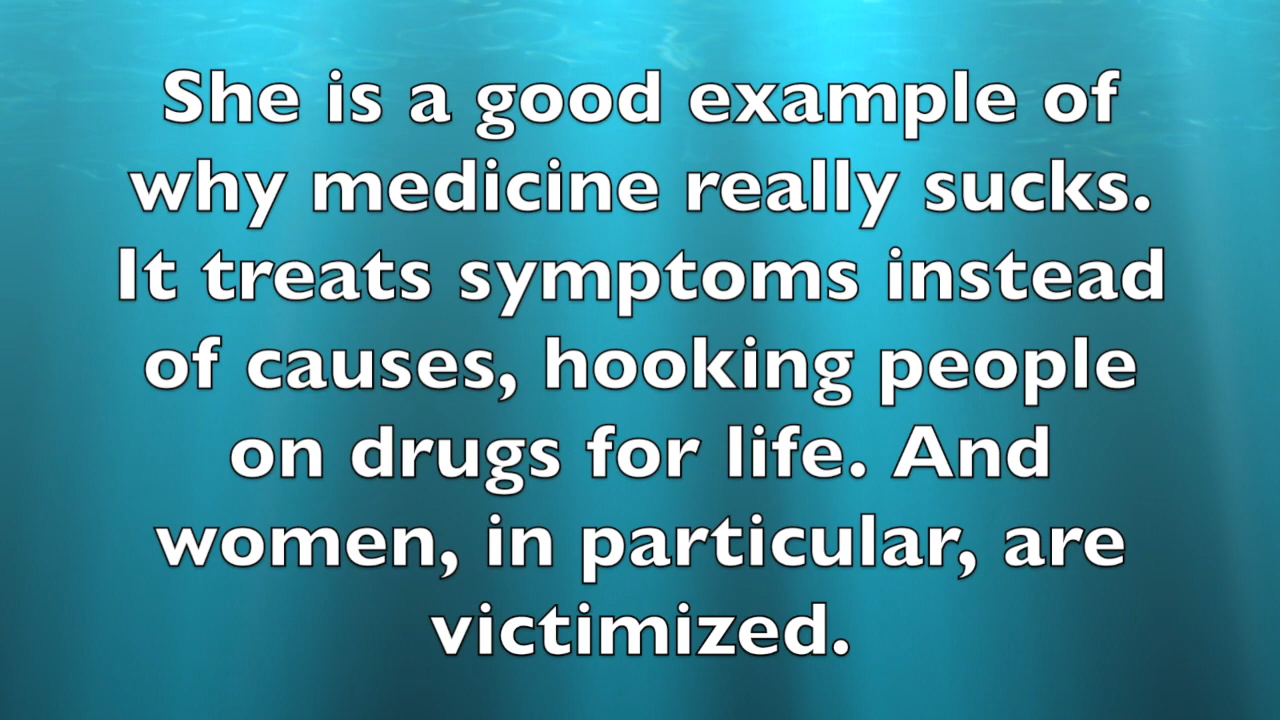 She is a good example of
why medicine really sucks.
It treats symptoms instead
of causes, hooking people
on drugs for life. And
women, in particular, are
victimized.